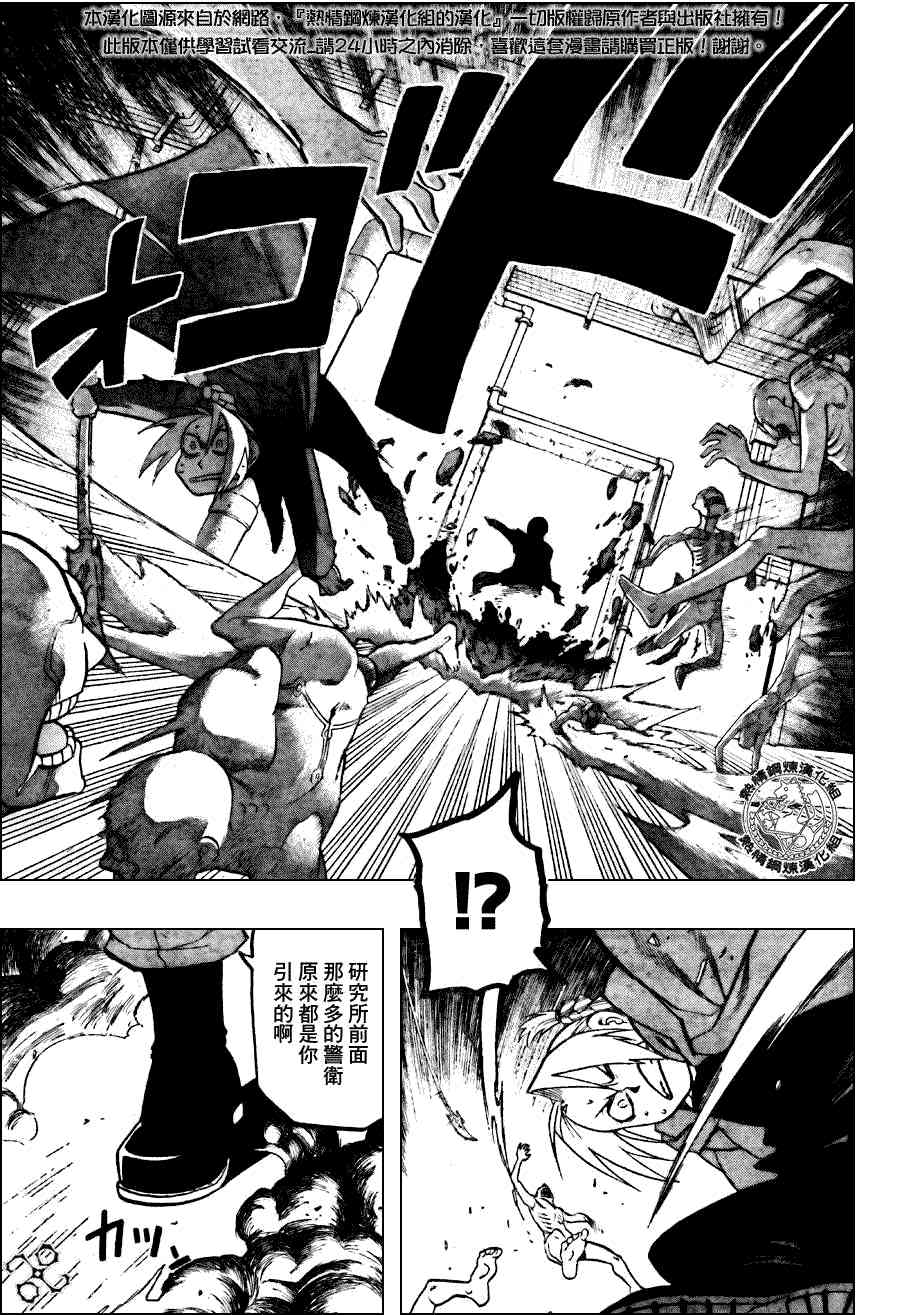 本漢化圖源來自於網路，『熱情鋼煉漢化組的漢化』一切版權歸原作者與出版社擁有！
此版本僅供學習試看交流，請24小時之內消除，喜歡這套漫畫請購買正版！謝謝。
ドゴオッ
熱情鋼煉漢化組
熱情鋼煉漢化組
!?
研究所前面
那麼多的警衛
原來都是你
引來的啊
カッ